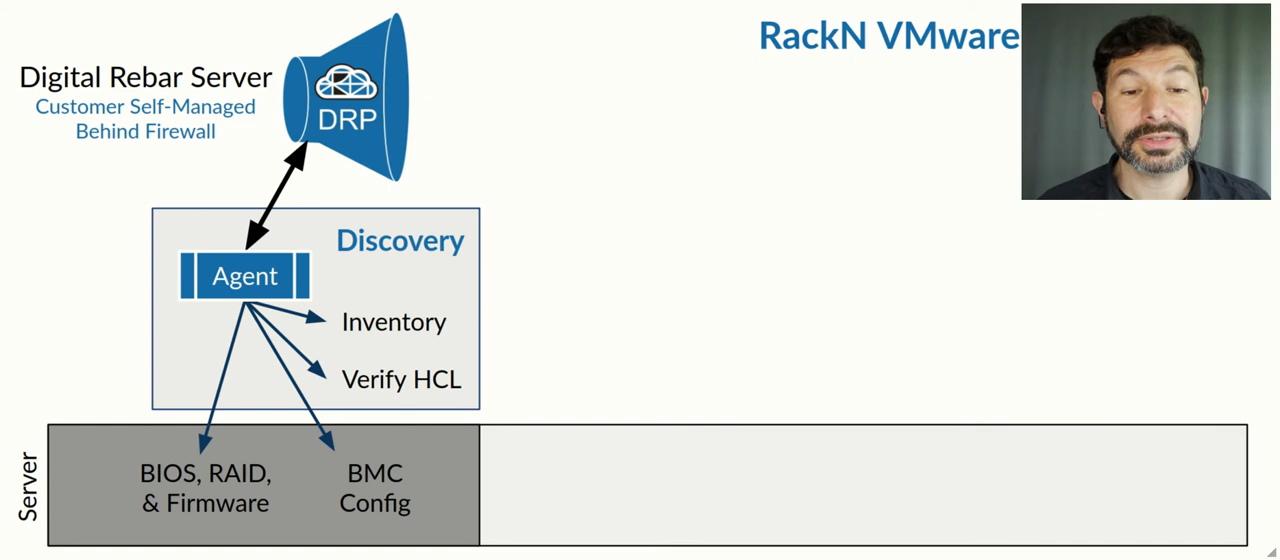 RackN VMware
Digital Rebar Server
Customer Self-Managed
Behind Firewall
DRP
Discovery
Agent
Inventory
Verify HCL
Server
BIOS, RAID,
& Firmware
BMC
Config